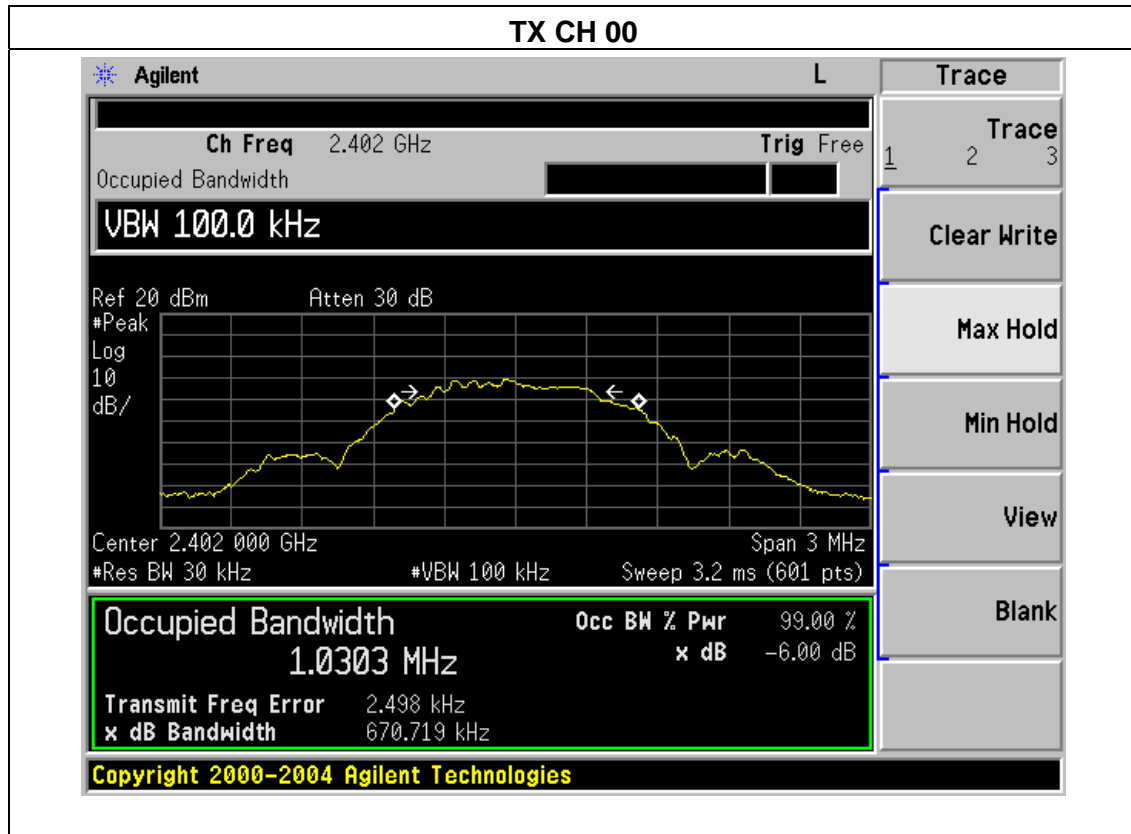 TX CH 00
Agilent L Trace
Ch Freq 2.402 GHz Trig Free
Occupied Bandwidth
Trace
1 2 3
VBW 100.0 kHz
Clear Write
Ref 20 dBm Atten 30 dB
#Peak
Log
10
dB/
Max Hold
Min Hold
View
Center 2.402 000 GHz Span 3 MHz
#Res BW 30 kHz #VBW 100 kHz Sweep 3.2 ms (601 pts)
Blank
Occupied Bandwidth Occ BW % Pwr 99.00 %
1.0303 MHz x dB -6.00 dB
Transmit Freq Error 2.498 kHz
x dB Bandwidth 670.719 kHz
Copyright 2000-2004 Agilent Technologies